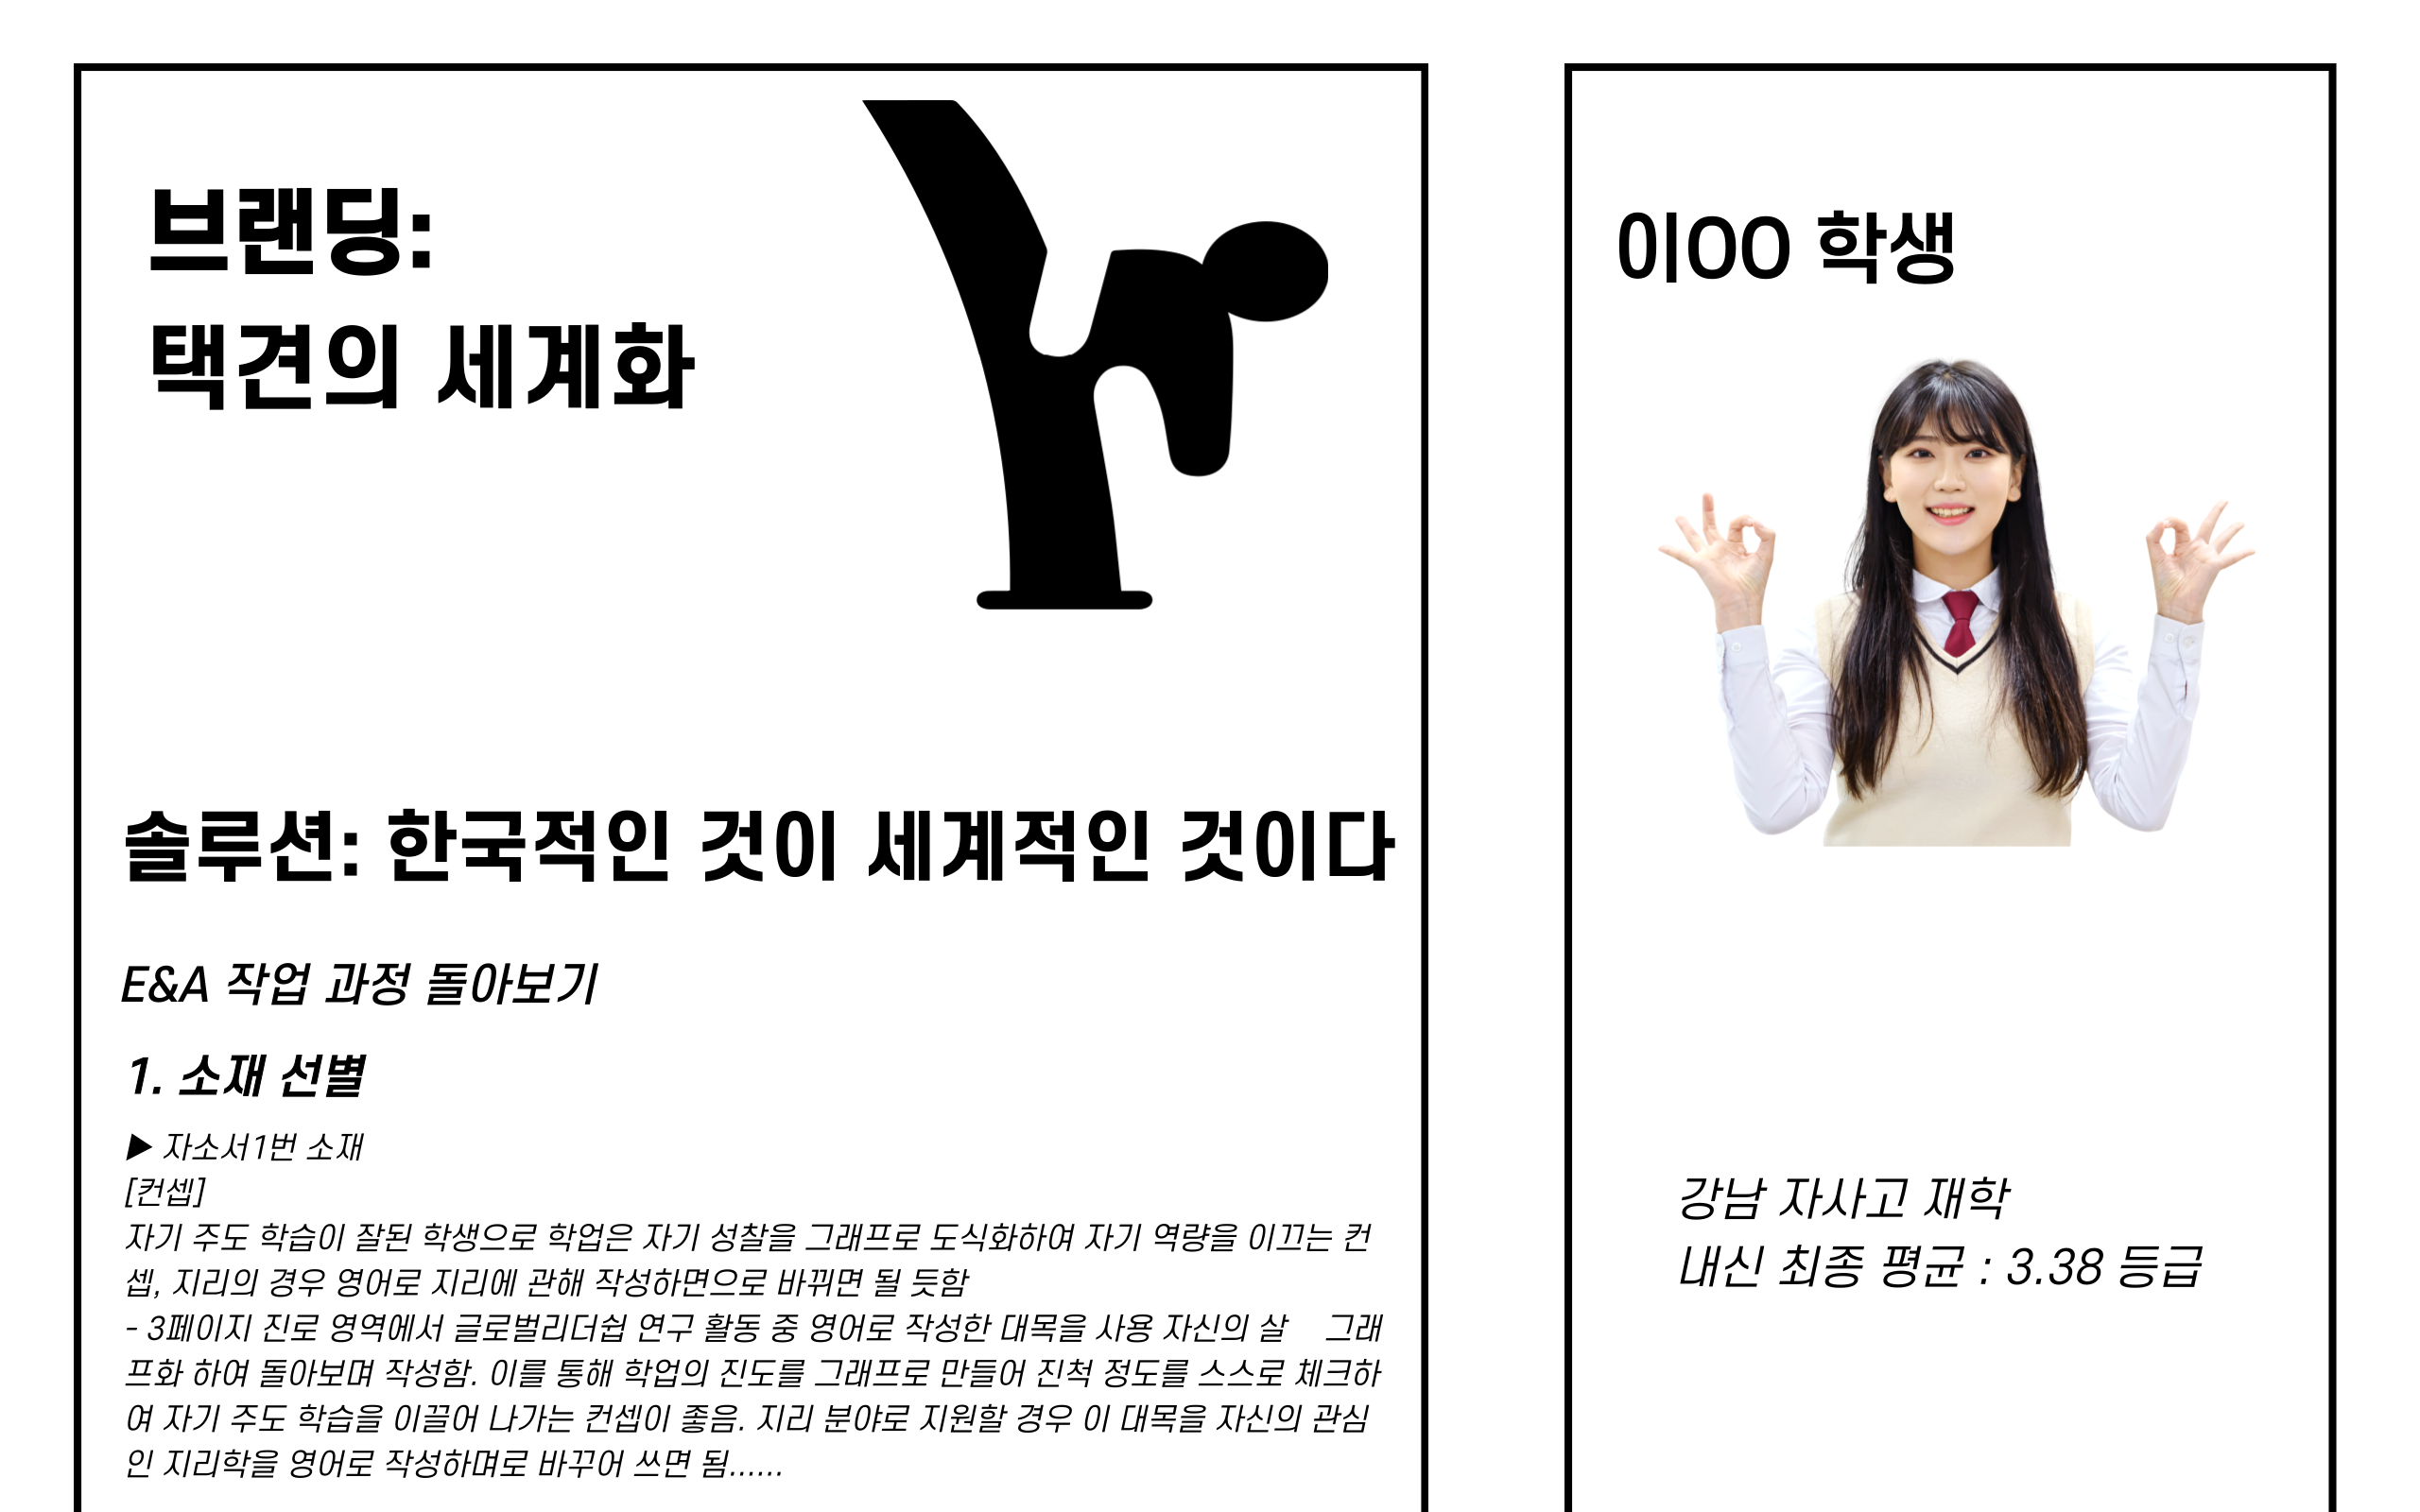 브랜딩:
택견의 세계화
솔루션: 한국적인 것이 세계적인 것이다
E&A 작업 과정 돌아보기
1. 소재 선별
▶ 자소서1번 소재
[컨셉]
자기 주도 학습이 잘된 학생으로 학업은 자기 성찰을 그래프로 도식화하여 자기 역량을 이끄는 컨
셉, 지리의 경우 영어로 지리에 관해 작성하면으로 바뀌면 될 듯함
- 3페이지 진로 영역에서 글로벌리더쉽 연구 활동 중 영어로 작성한 대목을 사용 자신의 살 그래
프화 하여 돌아보며 작성함. 이를 통해 학업의 진도를 그래프로 만들어 진척 정도를 스스로 체크하
여 자기 주도 학습을 이끌어 나가는 컨셉이 좋음. 지리 분야로 지원할 경우 이 대목을 자신의 관심
인 지리학을 영어로 작성하며로 바꾸어 쓰면 됨......
이OO 학생
강남 자사고 재학
내신 최종 평균 : 3.38 등급